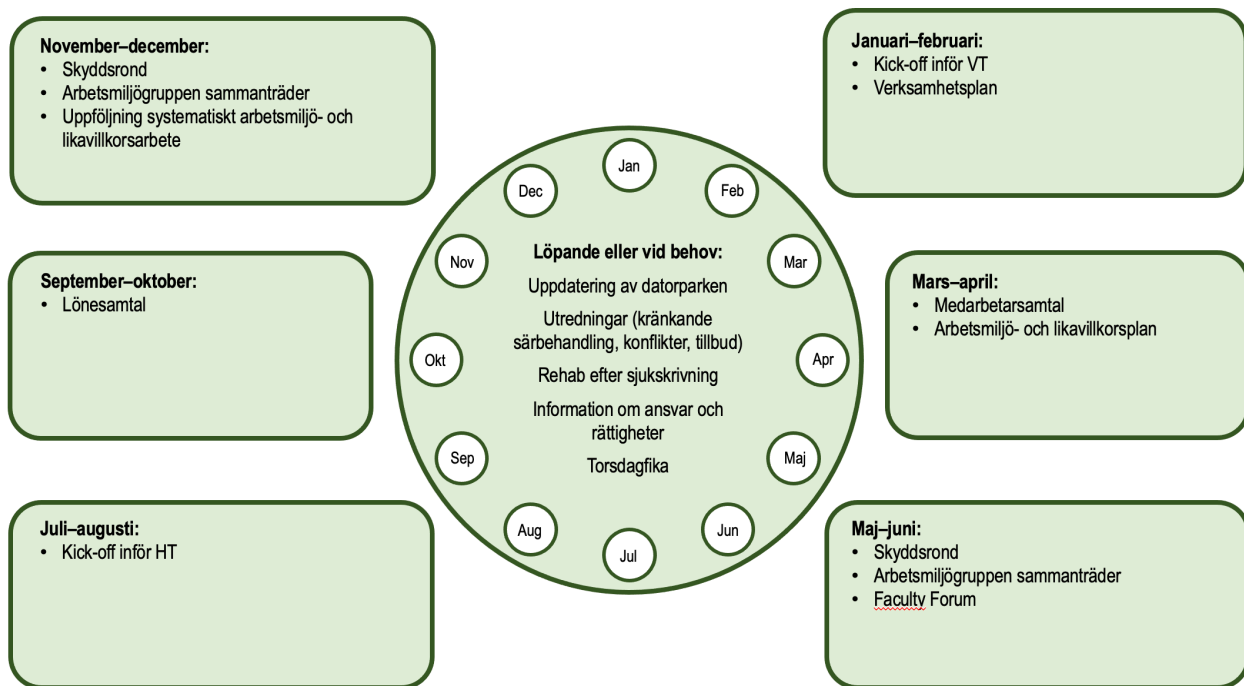 November–december:
• Skyddsrond
• Arbetsmiljögruppen sammanträder
• Uppföljning systematiskt arbetsmiljö- och
likavillkorsarbete
Januari–februari:
• Kick-off inför VT
• Verksamhetsplan
September–oktober:
• Lönesamtal
Mars–april:
• Medarbetarsamtal
• Arbetsmiljö- och likavillkorsplan
Juli–augusti:
• Kick-off inför HT
Maj–juni:
• Skyddsrond
• Arbetsmiljögruppen sammanträder
• Faculty Forum
Jan
Feb
Mar
Apr
Maj
Jun
Jul
Aug
Sep
Okt
Nov
Dec
Löpande eller vid behov:
Uppdatering av datorparken
Utredningar (kränkande
särbehandling, konflikter, tillbud)
Rehab efter sjukskrivning
Information om ansvar och
rättigheter
Torsdagfika